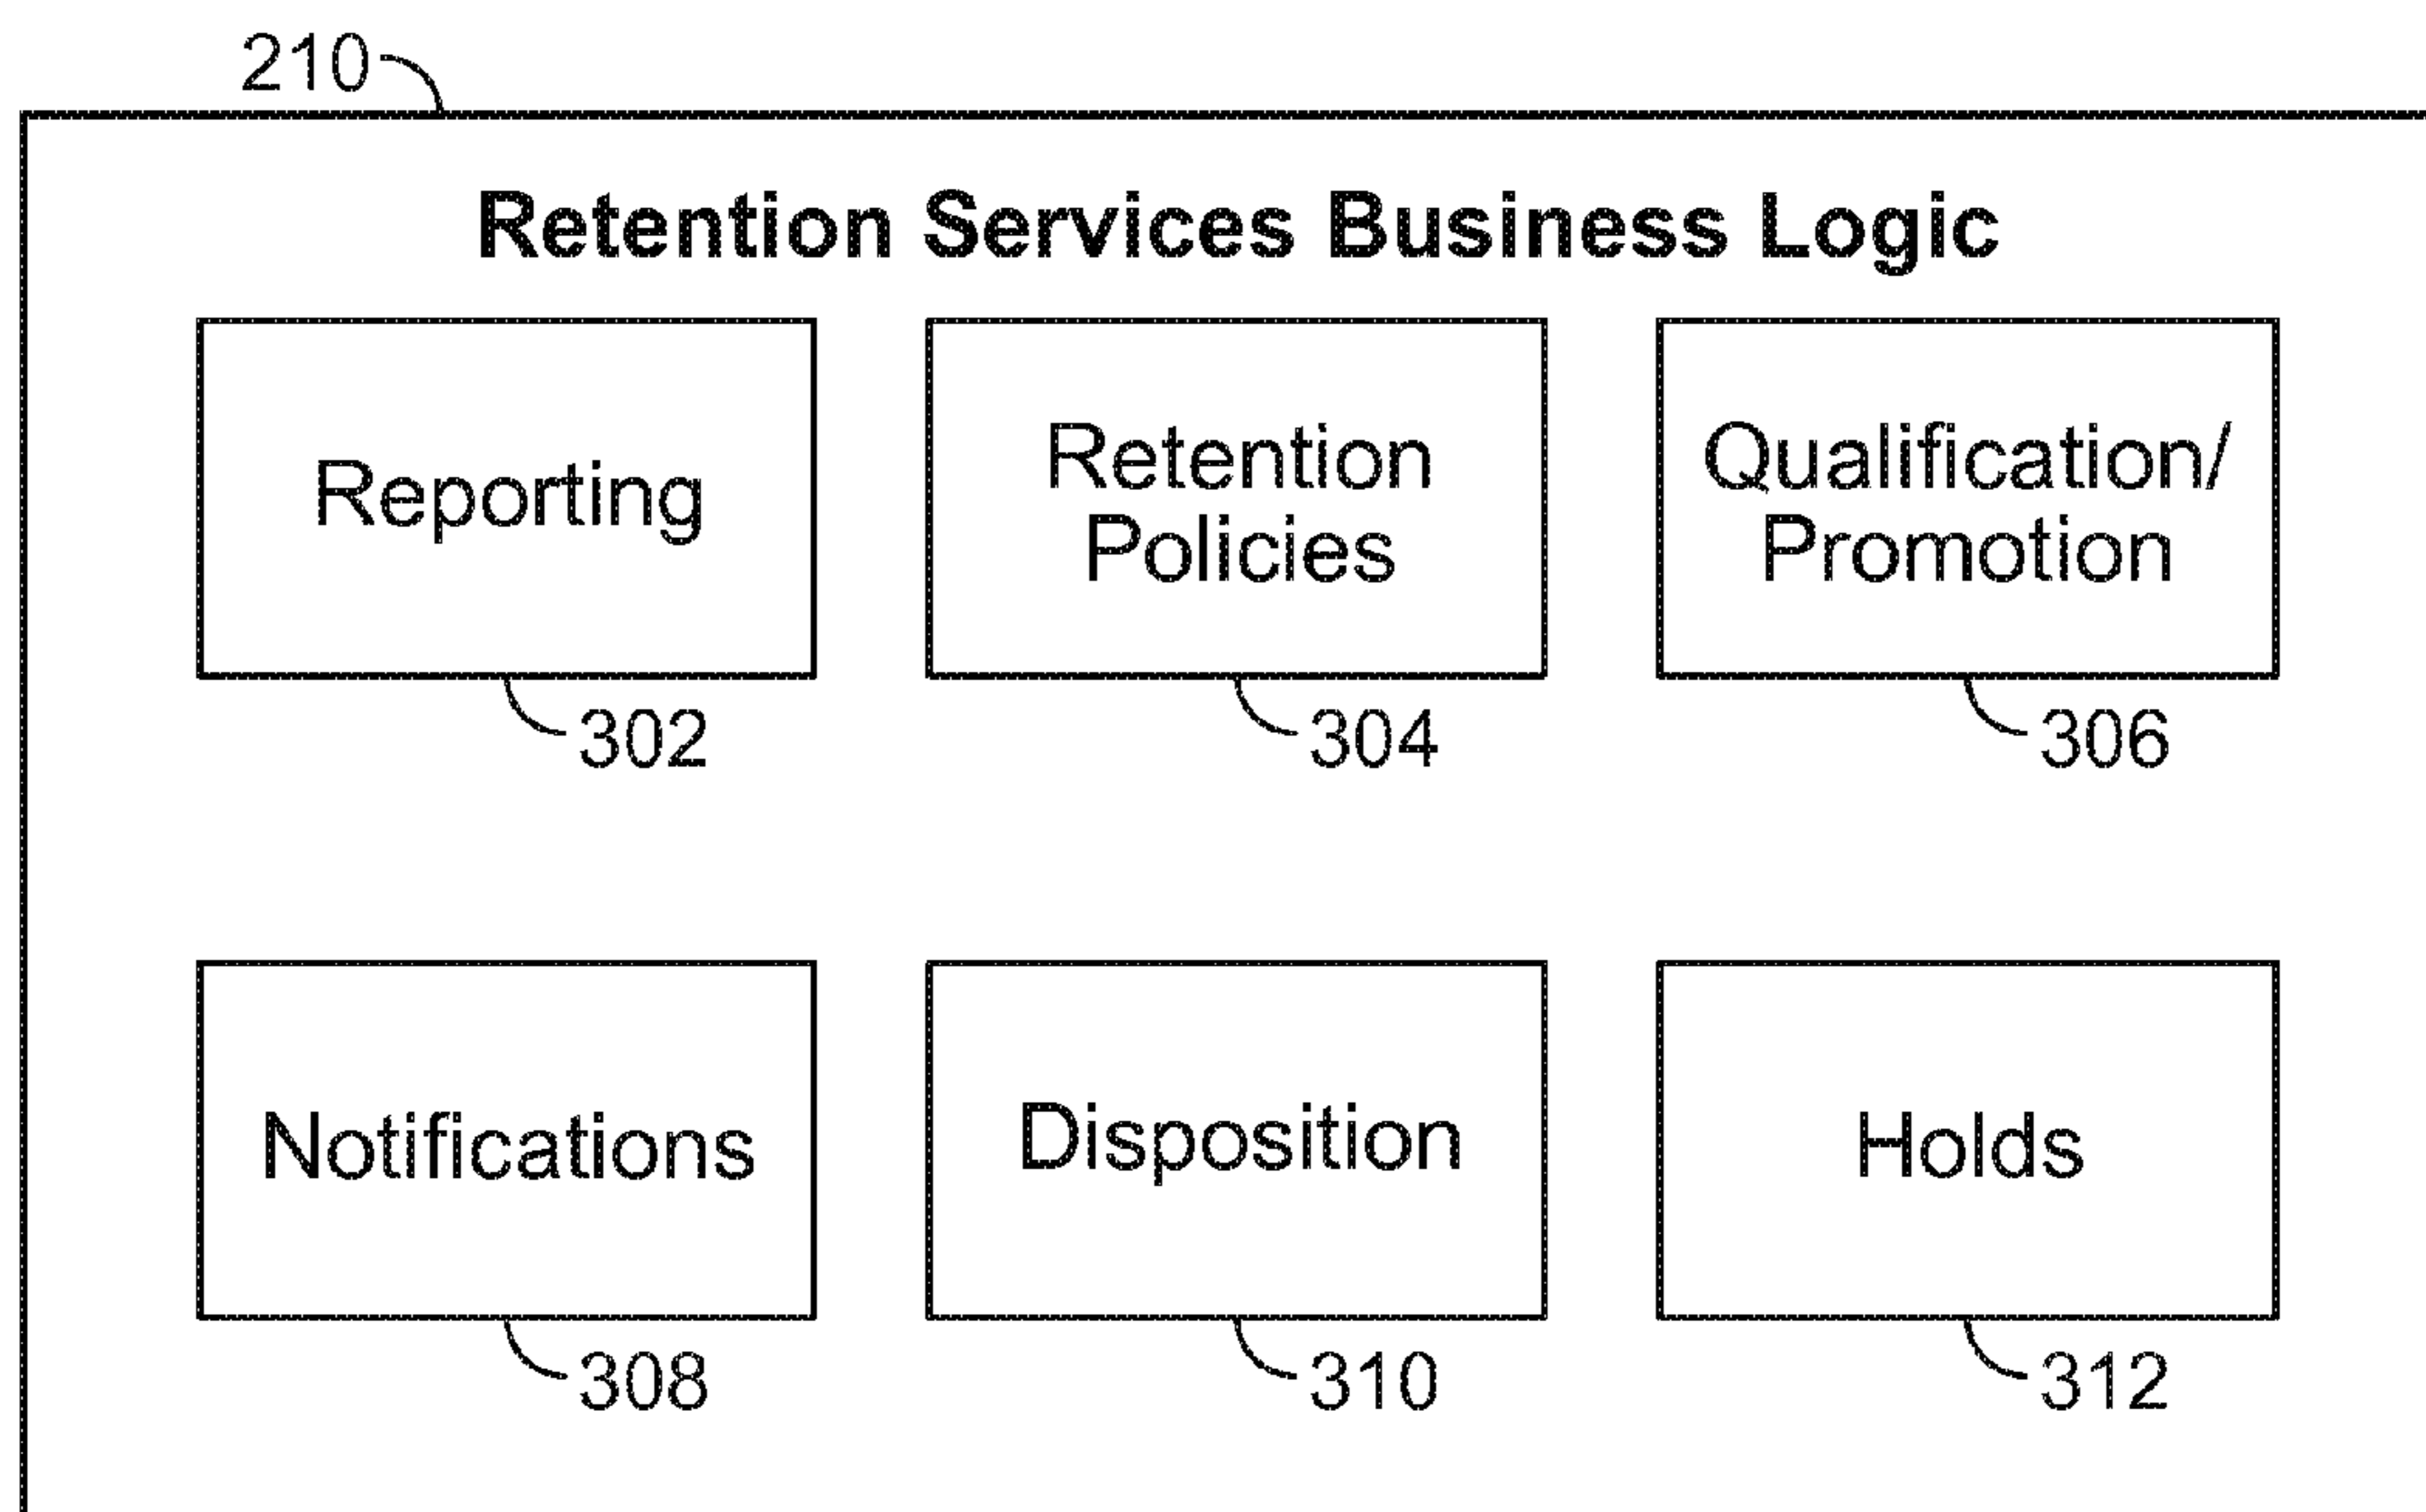 210
Retention Services Business Logic
Reporting
Retention
Policies
Qualification/
Promotion
302
304
306
Notifications
Disposition
Holds
308
310
312